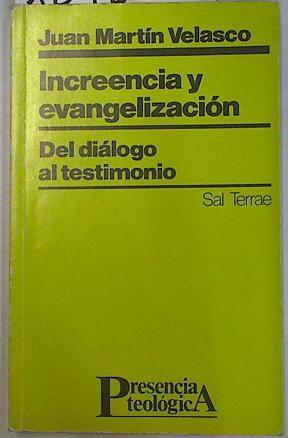 Juan Martín Velasco
Increencia y
evangelización
Del diálogo
al testimonio
Sal Terrae
Presencia
teológicA